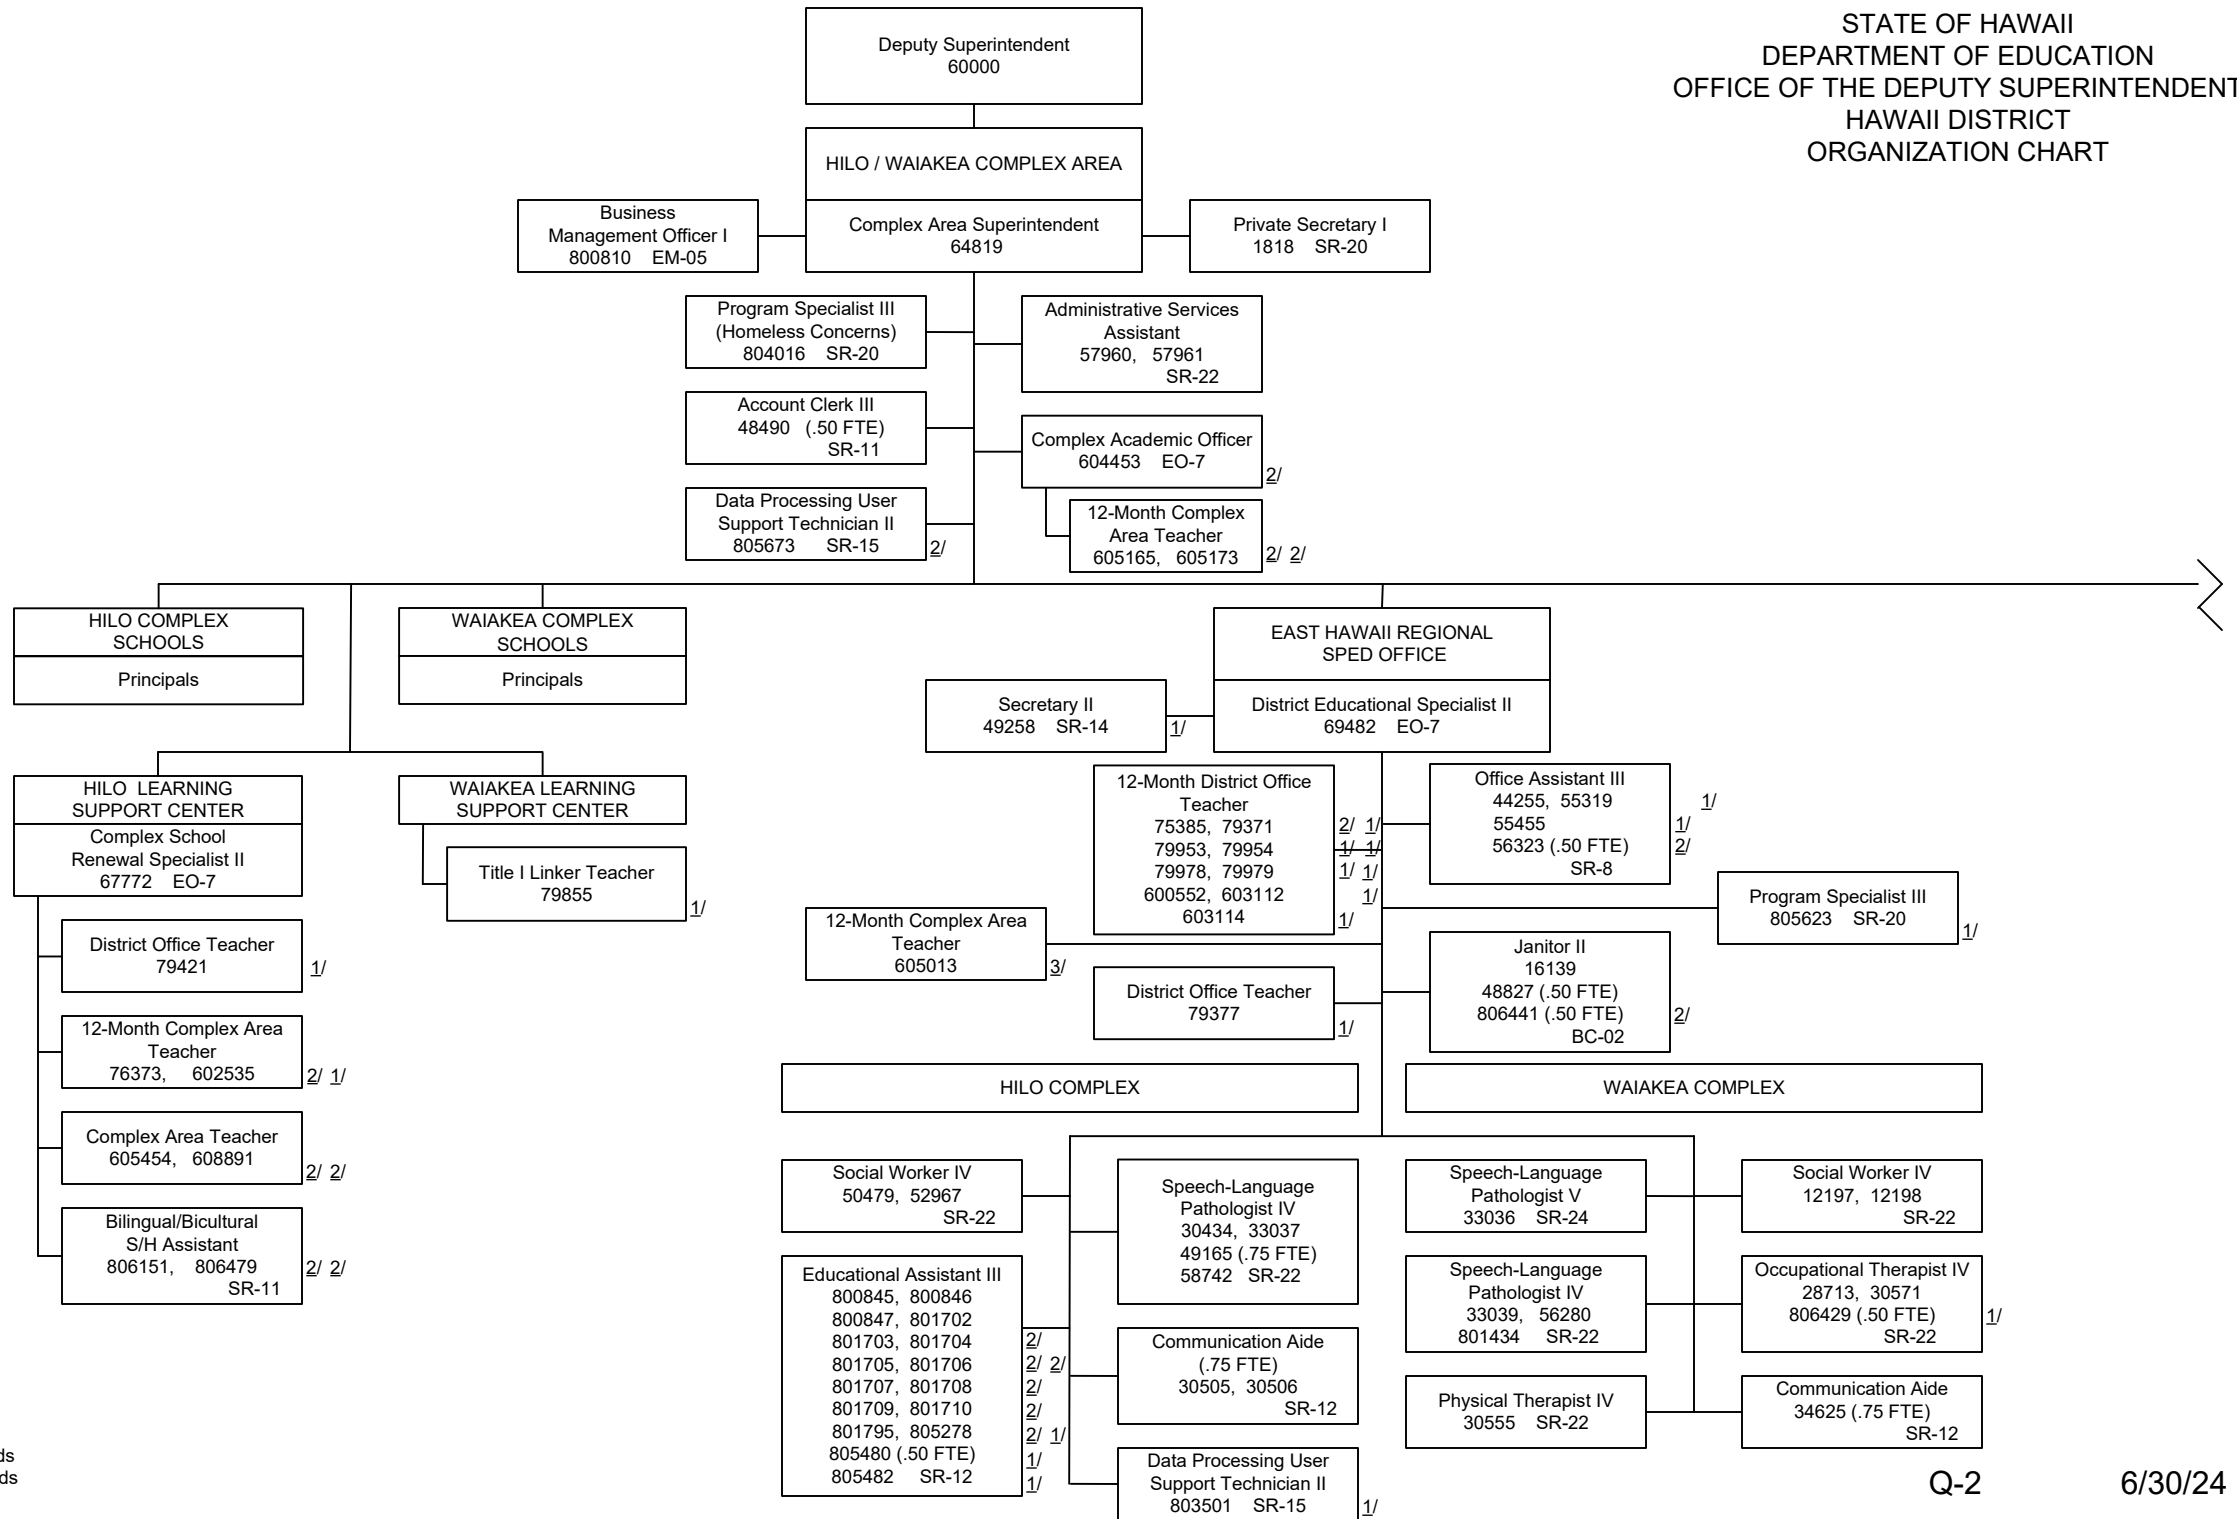 STATE OF HAWAII
DEPARTMENT OF EDUCATION
OFFICE OF THE DEPUTY SUPERINTENDENT
HAWAII DISTRICT
ORGANIZATION CHART
Deputy Superintendent
60000
HILO / WAIAKEA COMPLEX AREA
Complex Area Superintendent
64819
Business
Management Officer I
800810 EM-05
Private Secretary I
1818 SR-20
Program Specialist III
(Homeless Concerns)
804016 SR-20
Administrative Services
Assistant
57960, 57961
SR-22
Account Clerk III
48490 (.50 FTE)
SR-11
Complex Academic Officer
604453 EO-7
2/
Data Processing User
Support Technician II
805673 SR-15 2/
12-Month Complex
Area Teacher
605165, 605173 2/ 2/
HILO COMPLEX
SCHOOLS
Principals
WAIAKEA COMPLEX
SCHOOLS
Principals
HILO LEARNING
SUPPORT CENTER
Complex School
Renewal Specialist II
67772 EO-7
District Office Teacher
79421 1/
12-Month Complex Area
Teacher
76373, 602535 2/ 1/
Complex Area Teacher
605454, 608891
2/ 2/
Bilingual/Bicultural
S/H Assistant
806151, 806479 2/ 2/
SR-11
WAIAKEA LEARNING
SUPPORT CENTER
Title I Linker Teacher
79855
1/
EAST HAWAII REGIONAL
SPED OFFICE
District Educational Specialist II
69482 EO-7
Secretary II
49258 SR-14 1/
12-Month District Office
Teacher
75385, 79371 2/ 1/
79953, 79954 1/ 1/
79978, 79979 1/ 1/
600552, 603112 1/
603114 1/
Office Assistant III
44255, 55319 1/
55455 1/
56323 (.50 FTE) 2/
SR-8
Program Specialist III
805623 SR-20
1/
12-Month Complex Area
Teacher
605013 3/
Janitor II
16139
48827 (.50 FTE)
806441 (.50 FTE) 2/
BC-02
District Office Teacher
79377
1/
HILO COMPLEX
Social Worker IV
50479, 52967
SR-22
Speech-Language
Pathologist IV
30434, 33037
49165 (.75 FTE)
58742 SR-22
Educational Assistant III
800845, 800846
800847, 801702
801703, 801704 2/
801705, 801706 2/ 2/
801707, 801708 2/
801709, 801710 2/
801795, 805278 2/ 1/
805480 (.50 FTE) 1/
805482 SR-12 1/
Communication Aide
(.75 FTE)
30505, 30506
SR-12
Data Processing User
Support Technician II
803501 SR-15 1/
WAIAKEA COMPLEX
Speech-Language
Pathologist V
33036 SR-24
Social Worker IV
12197, 12198
SR-22
Speech-Language
Pathologist IV
33039, 56280
801434 SR-22
Occupational Therapist IV
28713, 30571
806429 (.50 FTE) 1/
SR-22
Physical Therapist IV
30555 SR-22
Communication Aide
34625 (.75 FTE)
SR-12
ds
ds
Q-2 6/30/24